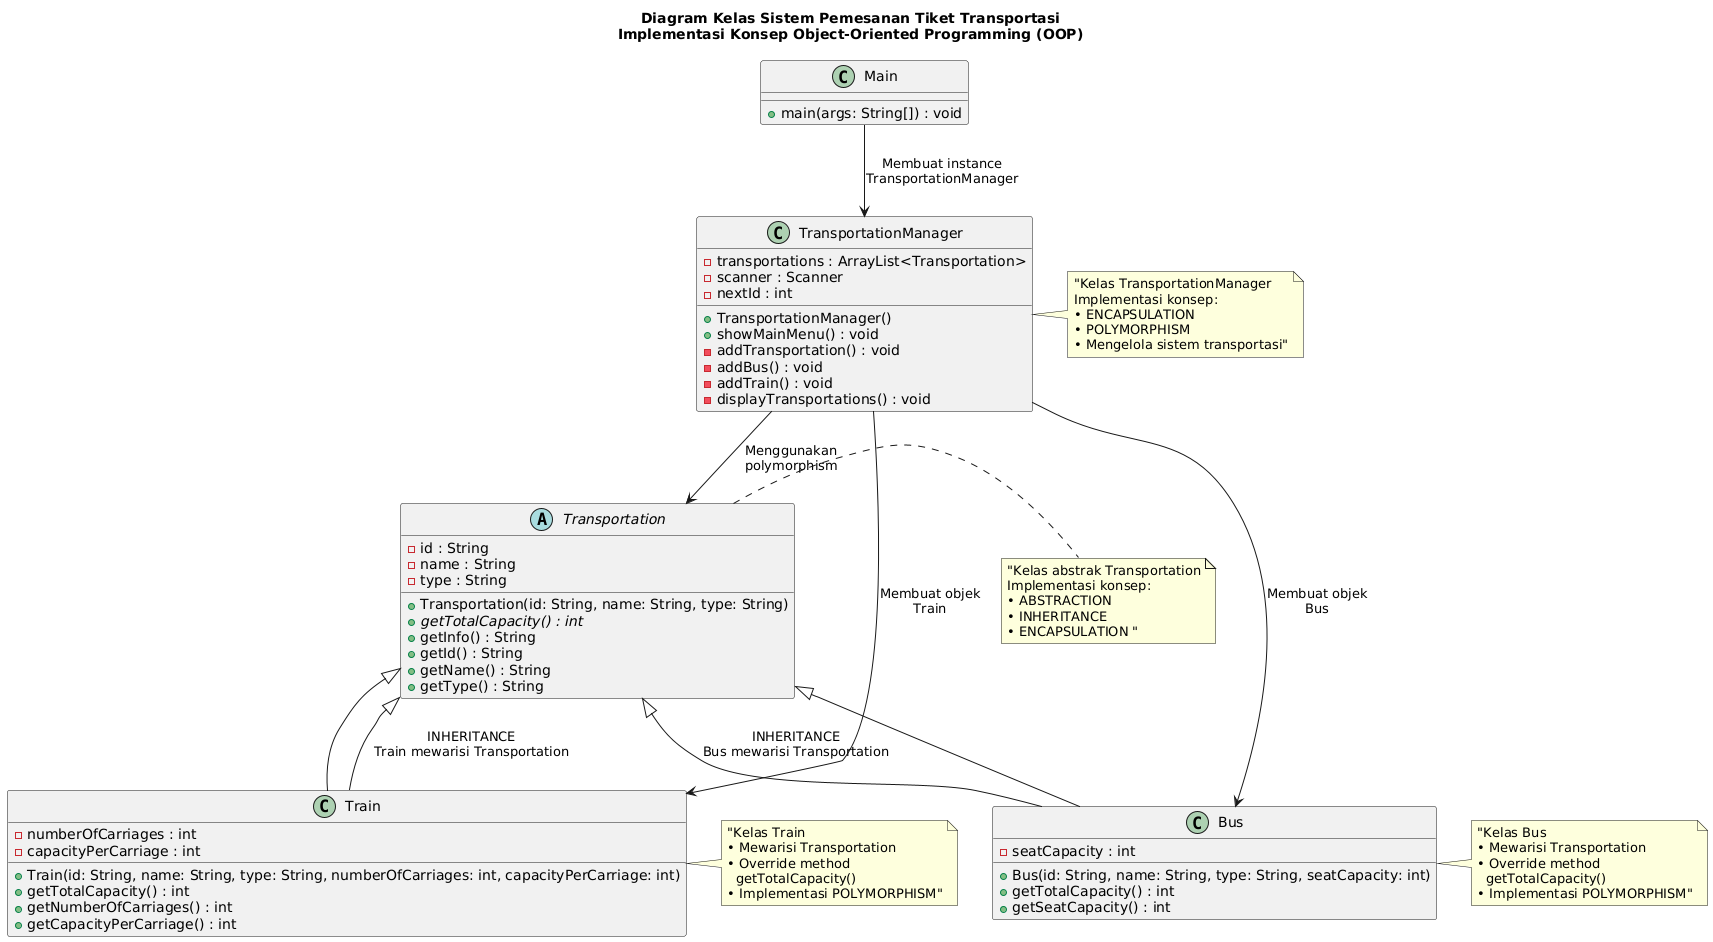 Diagram Kelas Sistem Pemesanan Tiket Transportasi
Implementasi Konsep Object-Oriented Programming (OOP)
C Main
main(args: String[]) : void
Membuat instance
TransportationManager
C TransportationManager
transportations : ArrayList<Transportation>
scanner : Scanner
nextId : int
TransportationManager()
showMainMenu() : void
addTransportation() : void
addBus() : void
addTrain() : void
displayTransportations() : void
"Kelas TransportationManager
Implementasi konsep:
• ENCAPSULATION
• POLYMORPHISM
• Mengelola sistem transportasi"
Menggunakan
polymorphism
A Transportation
id : String
name : String
type : String
Transportation(id: String, name: String, type: String)
getTotalCapacity() : int
getInfo() : String
getId() : String
getName() : String
getType() : String
Membuat objek
Train
"Kelas abstrak Transportation
Implementasi konsep:
• ABSTRACTION
• INHERITANCE
• ENCAPSULATION "
Membuat objek
Bus
INHERITANCE
Train mewarisi Transportation
INHERITANCE
Bus mewarisi Transportation
C Train
numberOfCarriages : int
capacityPerCarriage : int
Train(id: String, name: String, type: String, numberOfCarriages: int, capacityPerCarriage: int)
getTotalCapacity() : int
getNumberOfCarriages() : int
getCapacityPerCarriage() : int
"Kelas Train
• Mewarisi Transportation
• Override method
getTotalCapacity()
• Implementasi POLYMORPHISM"
C Bus
seatCapacity : int
Bus(id: String, name: String, type: String, seatCapacity: int)
getTotalCapacity() : int
getSeatCapacity() : int
"Kelas Bus
• Mewarisi Transportation
• Override method
getTotalCapacity()
• Implementasi POLYMORPHISM"